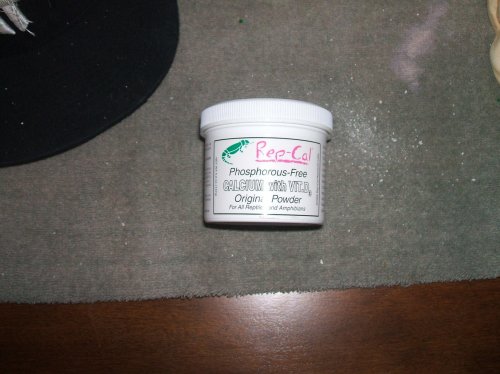 Rep-Cal
Phosphorous-Free
CALCIUM with VIT.D3
Original Powder
For All Reptiles and Amphibians